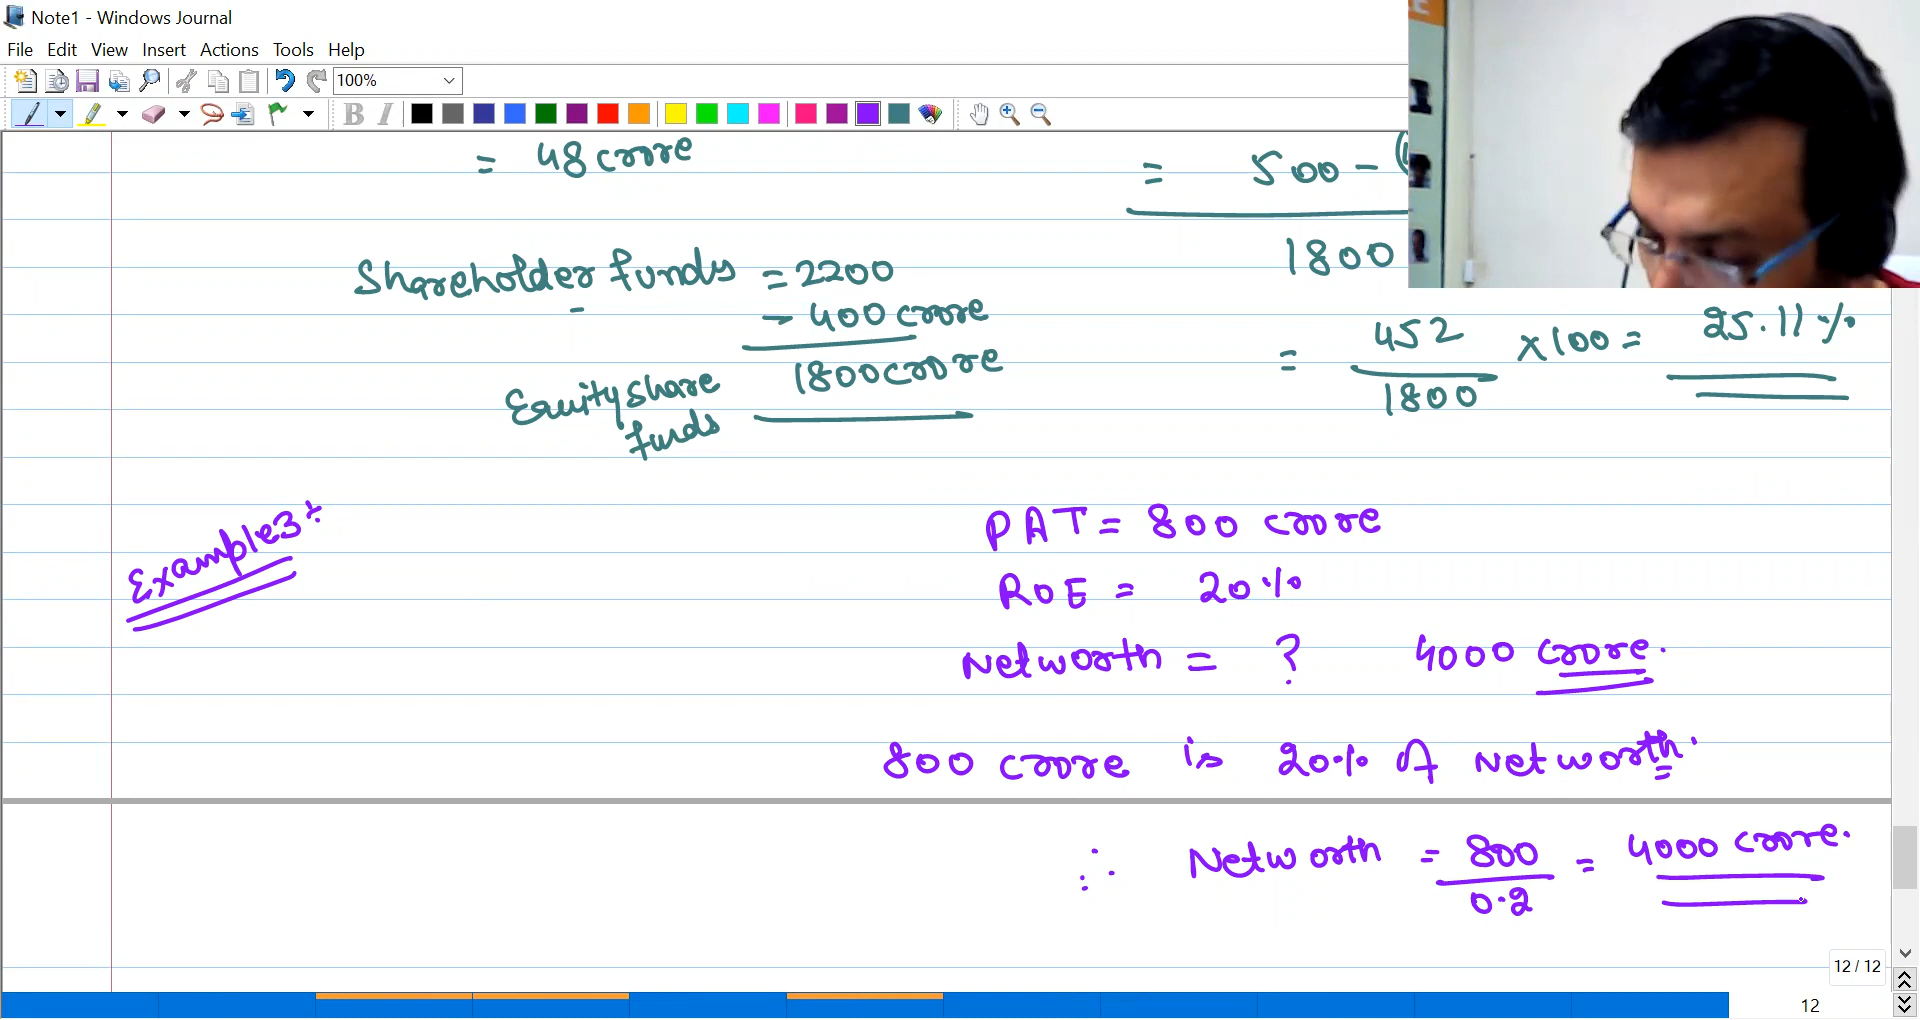 Note1 - Windows Journal
File Edit View Insert Actions Tools Help
100%
B I
= 48 crore
= 500 -
1800
Shareholder funds = 2200
- 400 crore
1800 crore
Equity share
funds
= 452 x 100 = 25.11%
1800
Example 3:
PAT = 800 crore
ROE = 20%
Networth = ? 4000 crore.
800 crore is 20% of Networth.
∴ Networth = 800 = 4000 crore.
0.2
12 / 12
12